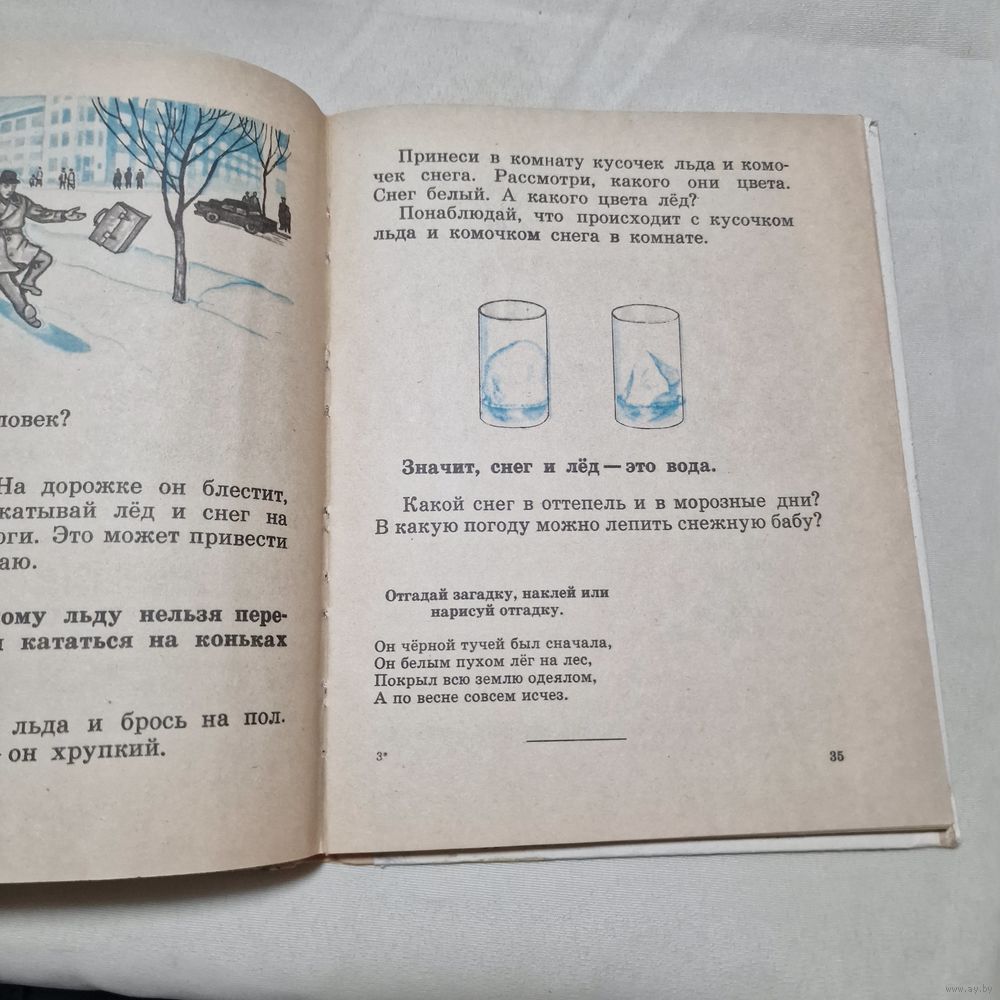 ловек?
На дорожке он блестит,
катывай лёд и снег на
оги. Это может привести
аю.
ому льду нельзя пере-
кататься на коньках
льда и брось на пол.
он хрупкий.
Принеси в комнату кусочек льда и комо-
чек снега. Рассмотри, какого они цвета.
Снег белый. А какого цвета лёд?
Понаблюдай, что происходит с кусочком
льда и комочком снега в комнате.
Значит, снег и лёд — это вода.
Какой снег в оттепель и в морозные дни?
В какую погоду можно лепить снежную бабу?
Отгадай загадку, наклей или
нарисуй отгадку.
Он чёрной тучей был сначала,
Он белым пухом лёг на лес,
Покрыл всю землю одеялом,
А по весне совсем исчез.
3*
35
www.ay.by